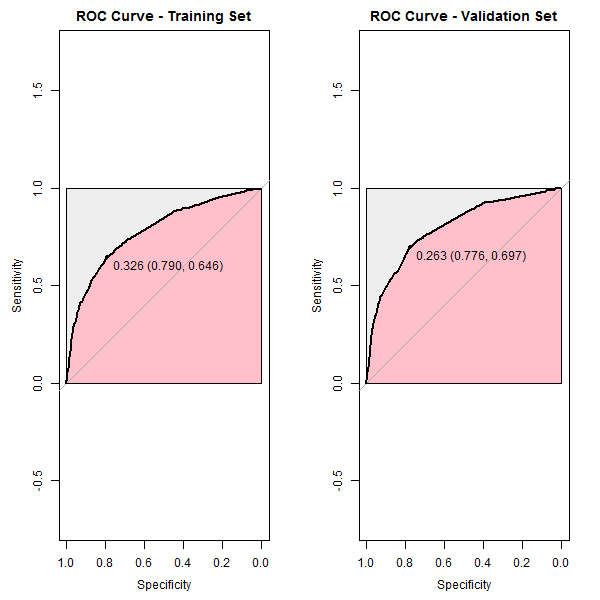 ROC Curve - Training Set
1.5
1.0
0.5
0.0
-0.5
Sensitivity
0.326 (0.790, 0.646)
1.0 0.8 0.6 0.4 0.2 0.0
Specificity
ROC Curve - Validation Set
1.5
1.0
0.5
0.0
-0.5
Sensitivity
0.263 (0.776, 0.697)
1.0 0.8 0.6 0.4 0.2 0.0
Specificity